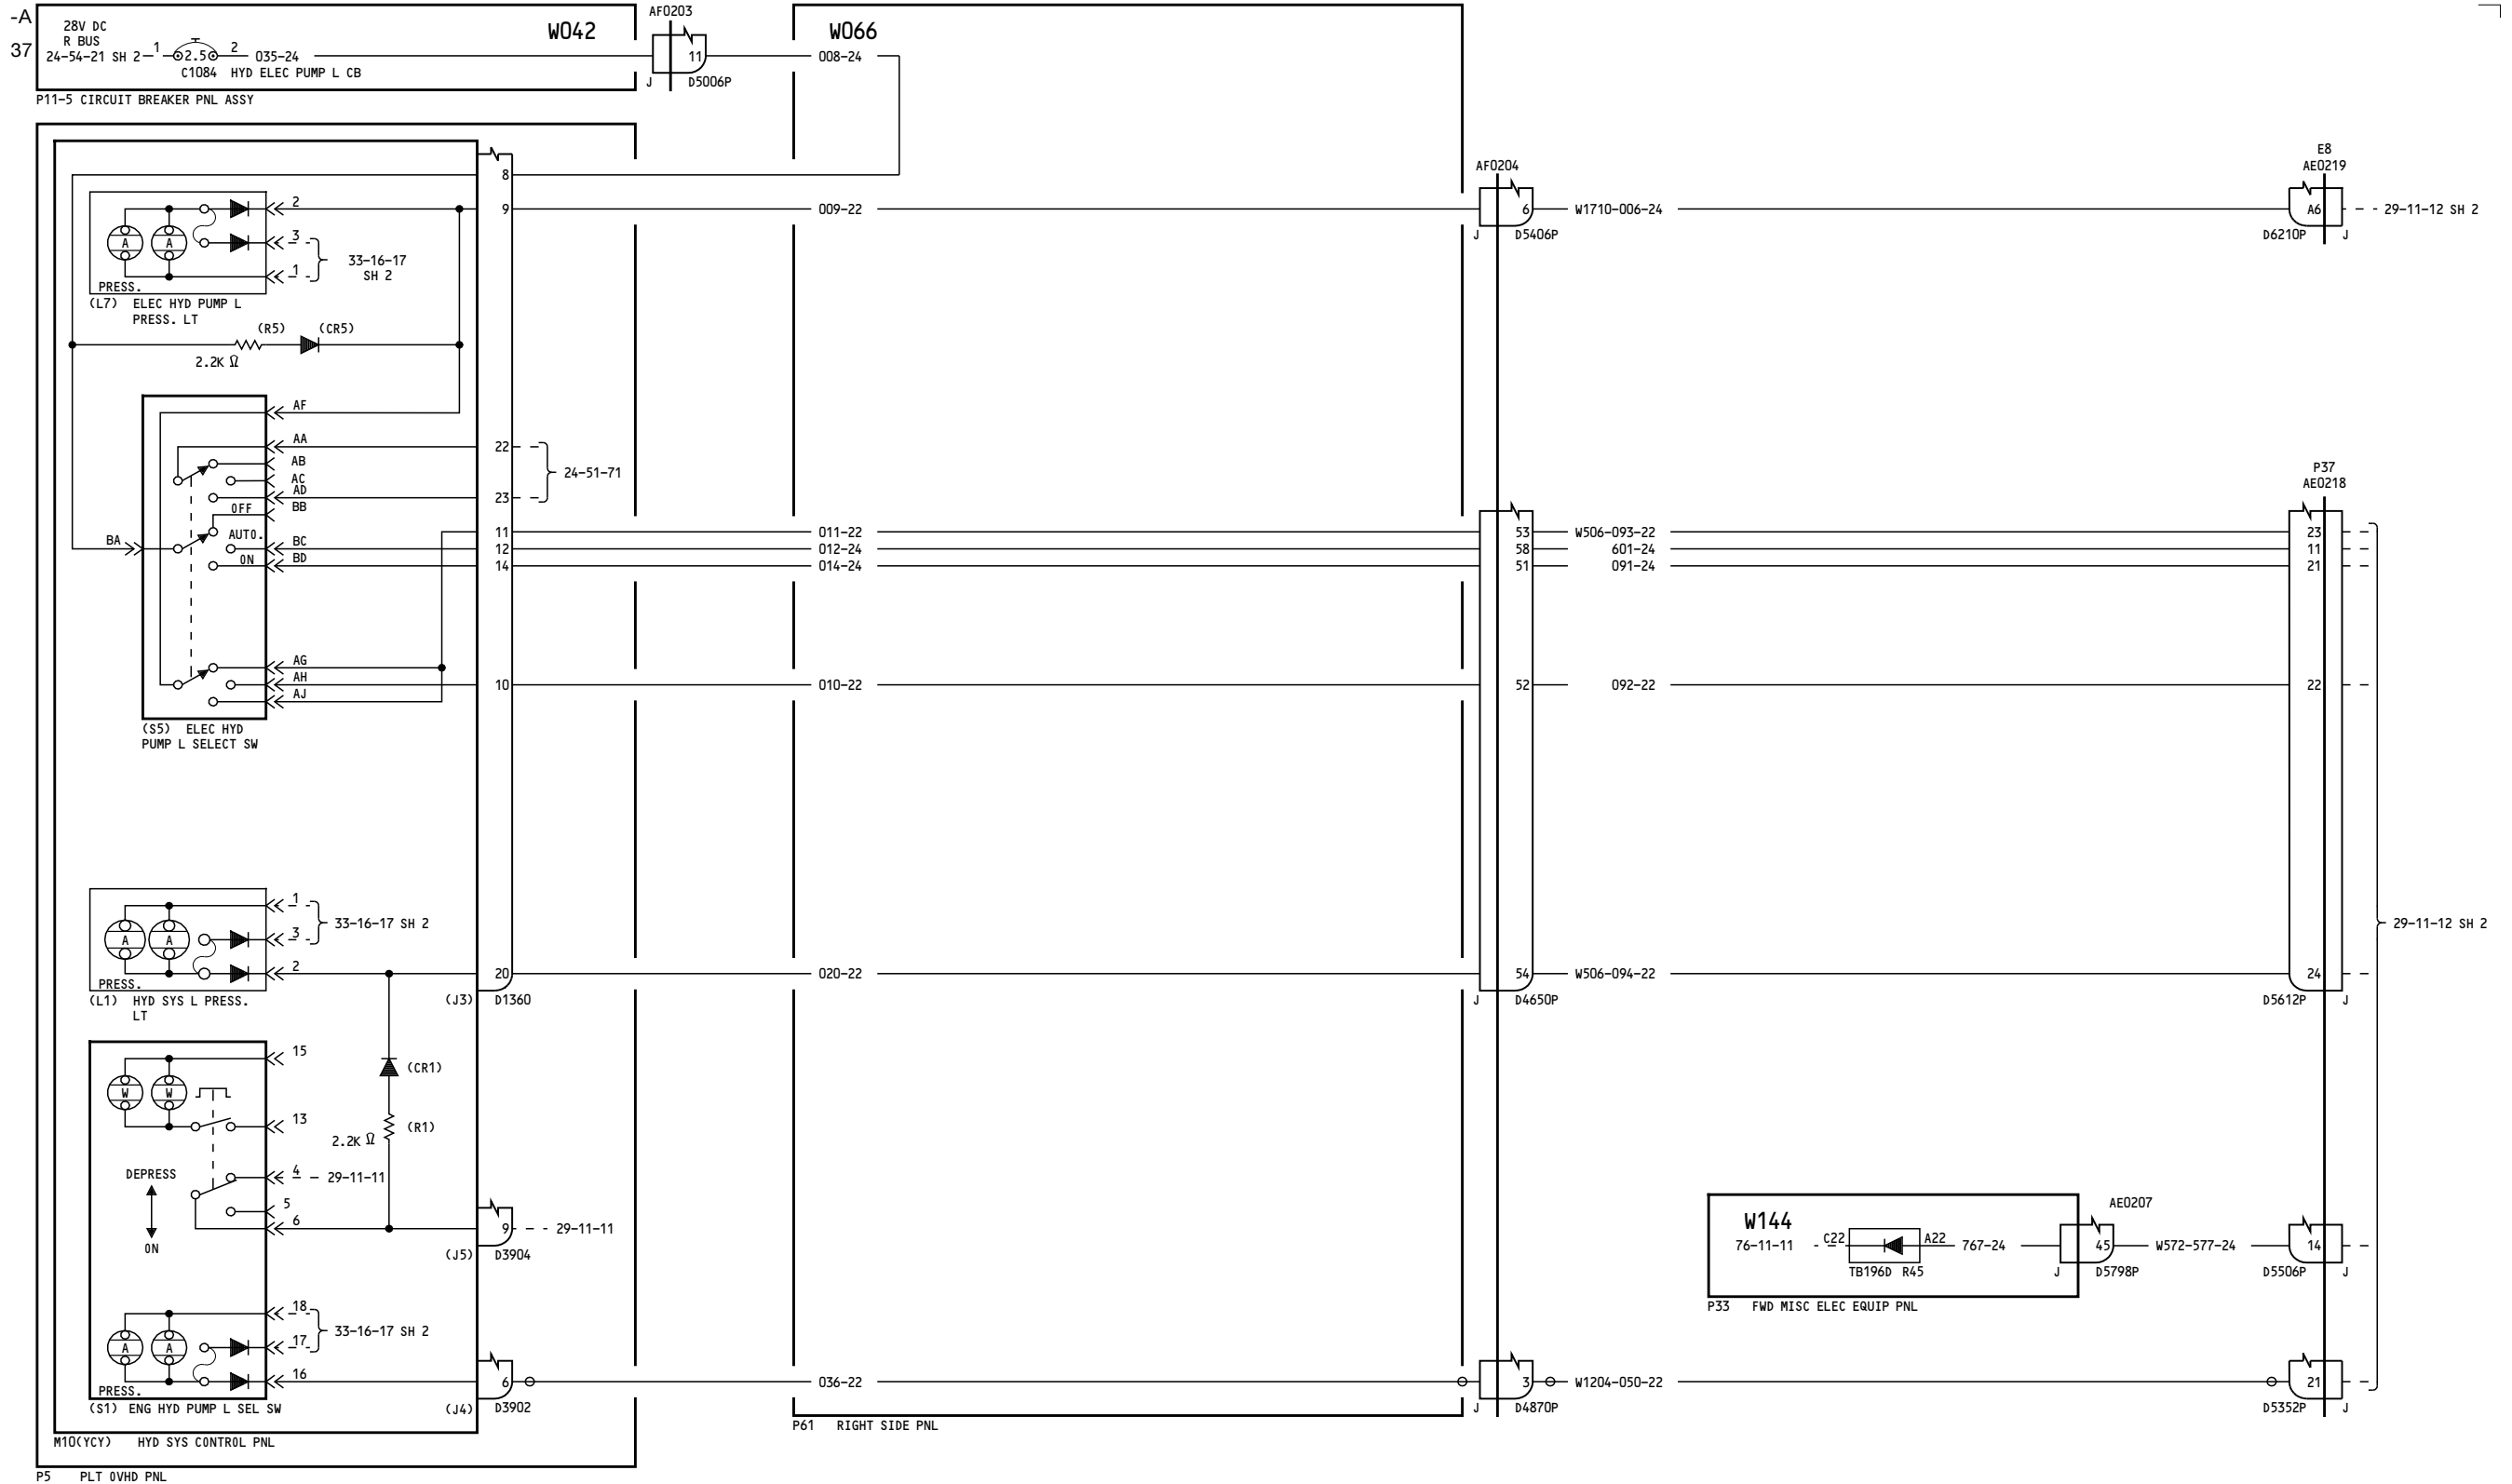 -A
37
28V DC
R BUS
24-54-21 SH 2
1
2.5
2
035-24
C1084 HYD ELEC PUMP L CB
W042
P11-5 CIRCUIT BREAKER PNL ASSY
AF0203
11
J
D5006P
W066
008-24
8
2
9
009-22
AF0204
6
J
D5406P
W1710-006-24
E8
AE0219
A6
D6210P
J
29-11-12 SH 2
A
A
3
1
33-16-17
SH 2
PRESS.
(L7) ELEC HYD PUMP L
PRESS. LT
(R5)
(CR5)
2.2K Ω
AF
AA
22
AB
AC
AD
23
24-51-71
BB
OFF
BA
AUTO.
BC
ON
BD
11
12
14
011-22
012-24
014-24
53
58
51
W506-093-22
601-24
091-24
P37
AE0218
23
11
21
AG
AH
AJ
10
010-22
52
092-22
22
(S5) ELEC HYD
PUMP L SELECT SW
1
3
33-16-17 SH 2
A
A
2
PRESS.
(L1) HYD SYS L PRESS.
LT
20
(J3)
D1360
020-22
54
J
D4650P
W506-094-22
24
D5612P
J
29-11-12 SH 2
15
W
W
13
(CR1)
(R1)
2.2K Ω
DEPRESS
ON
4
29-11-11
5
6
9
29-11-11
(J5)
D3904
W144
76-11-11
C22
A22
TB196D R45
767-24
AE0207
45
J
D5798P
W572-577-24
14
D5506P
J
P33 FWD MISC ELEC EQUIP PNL
18
17
33-16-17 SH 2
A
A
16
PRESS.
(S1) ENG HYD PUMP L SEL SW
6
(J4)
D3902
036-22
3
J
D4870P
W1204-050-22
21
D5352P
J
P61 RIGHT SIDE PNL
M10(YCY) HYD SYS CONTROL PNL
P5 PLT OVHD PNL